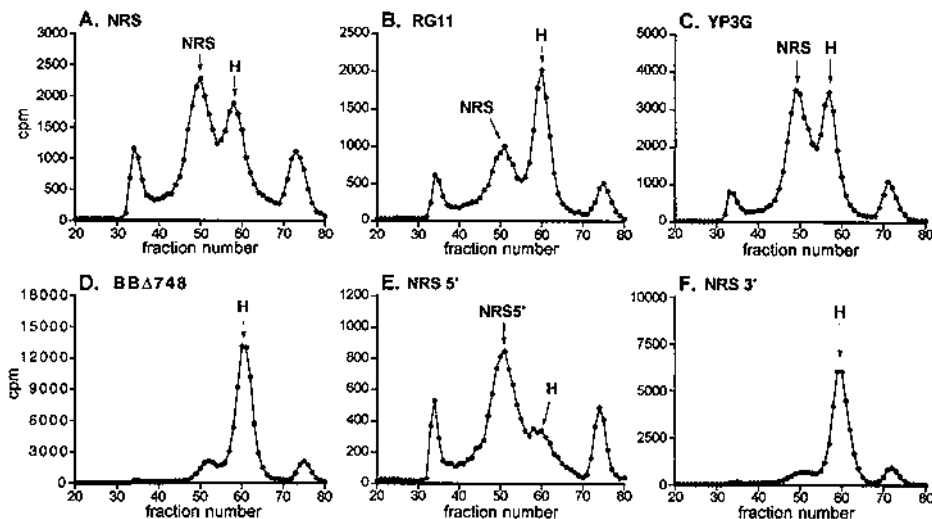 A. NRS
B. RG11
C. YP3G
3000
2500
2000
1500
1000
500
0
cpm
NRS
H
20 30 40 50 60 70 80
fraction number
2500
2000
1500
1000
500
0
NRS
H
20 30 40 50 60 70 80
fraction number
5000
4000
3000
2000
1000
0
NRS
H
20 30 40 50 60 70 80
fraction number
D. BBΔ748
E. NRS 5'
F. NRS 3'
18000
15000
12000
9000
6000
3000
0
cpm
H
20 30 40 50 60 70 80
fraction number
1200
1000
800
600
400
200
0
NRS5'
H
20 30 40 50 60 70 80
fraction number
10000
7500
5000
2500
0
H
20 30 40 50 60 70 80
fraction number